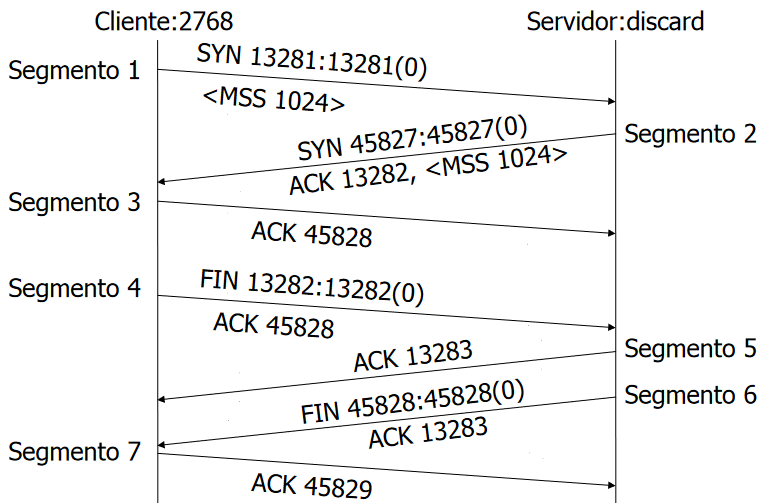 Cliente:2768
Servidor:discard
Segmento 1
SYN 13281:13281(0)
<MSS 1024>
SYN 45827:45827(0)
Segmento 2
ACK 13282, <MSS 1024>
Segmento 3
ACK 45828
Segmento 4
FIN 13282:13282(0)
ACK 45828
ACK 13283
Segmento 5
FIN 45828:45828(0)
Segmento 6
ACK 13283
Segmento 7
ACK 45829